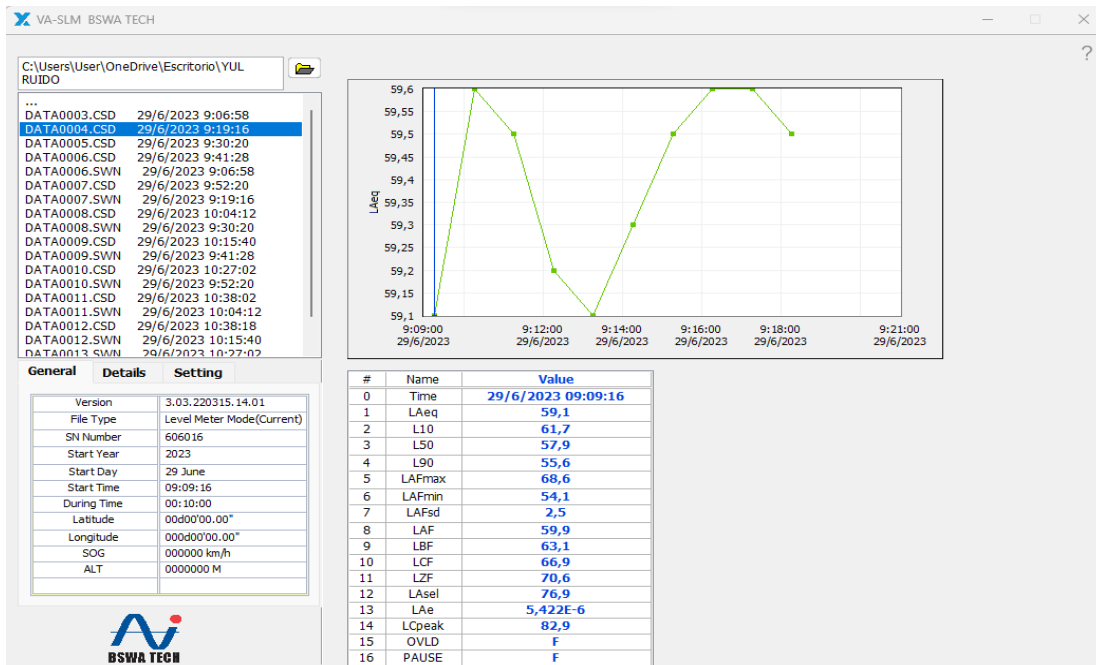 VA-SLM BSWA TECH
?
C:\Users\User\OneDrive\Escritorio\YUL
RUIDO
...
DATA0003.CSD 29/6/2023 9:06:58
DATA0004.CSD 29/6/2023 9:19:16
DATA0005.CSD 29/6/2023 9:30:20
DATA0006.CSD 29/6/2023 9:41:28
DATA0006.SWN 29/6/2023 9:06:58
DATA0007.CSD 29/6/2023 9:52:20
DATA0007.SWN 29/6/2023 9:19:16
DATA0008.CSD 29/6/2023 10:04:12
DATA0008.SWN 29/6/2023 9:30:20
DATA0009.CSD 29/6/2023 10:15:40
DATA0009.SWN 29/6/2023 9:41:28
DATA0010.CSD 29/6/2023 10:27:02
DATA0010.SWN 29/6/2023 9:52:20
DATA0011.CSD 29/6/2023 10:38:02
DATA0011.SWN 29/6/2023 10:04:12
DATA0012.CSD 29/6/2023 10:38:18
DATA0012.SWN 29/6/2023 10:15:40
DATA0013.SWN 29/6/2023 10:27:02
General Details Setting
Version 3.03.220315.14.01
File Type Level Meter Mode(Current)
SN Number 606016
Start Year 2023
Start Day 29 June
Start Time 09:09:16
During Time 00:10:00
Latitude 00d00'00.00"
Longitude 000d00'00.00"
SOG 000000 km/h
ALT 0000000 M
BSWA TECH
LAeq
59,6
59,55
59,5
59,45
59,4
59,35
59,3
59,25
59,2
59,15
59,1
9:09:00 9:12:00 9:14:00 9:16:00 9:18:00 9:21:00
29/6/2023 29/6/2023 29/6/2023 29/6/2023 29/6/2023 29/6/2023
# Name Value
0 Time 29/6/2023 09:09:16
1 LAeq 59,1
2 L10 61,7
3 L50 57,9
4 L90 55,6
5 LAFmax 68,6
6 LAFmin 54,1
7 LAFsd 2,5
8 LAF 59,9
9 LBF 63,1
10 LCF 66,9
11 LZF 70,6
12 LAsel 76,9
13 LAe 5,422E-6
14 LCpeak 82,9
15 OVLD F
16 PAUSE F